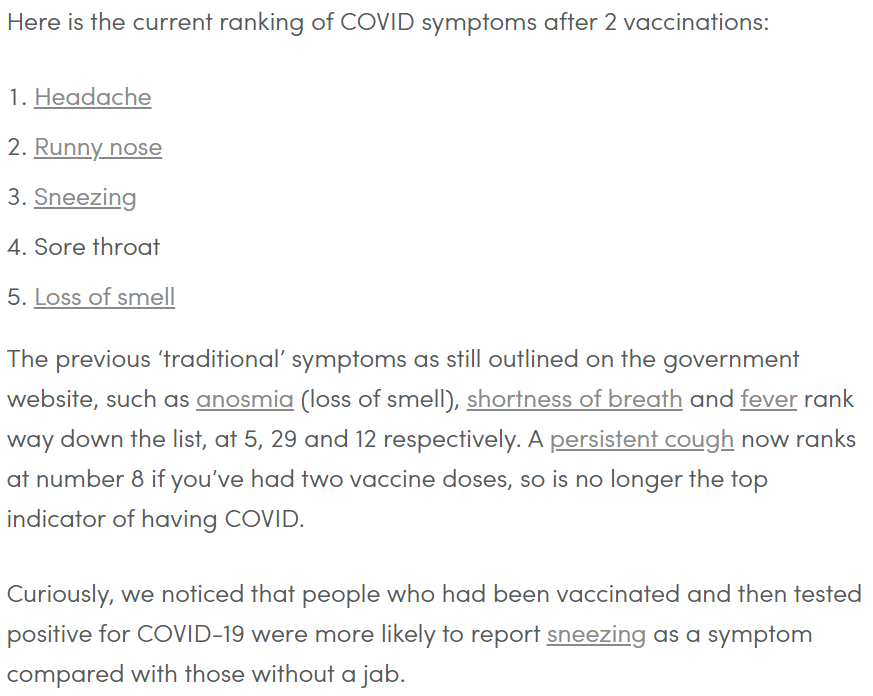 Here is the current ranking of COVID symptoms after 2 vaccinations:
1. Headache
2. Runny nose
3. Sneezing
4. Sore throat
5. Loss of smell
The previous ‘traditional’ symptoms as still outlined on the government
website, such as anosmia (loss of smell), shortness of breath and fever rank
way down the list, at 5, 29 and 12 respectively. A persistent cough now ranks
at number 8 if you’ve had two vaccine doses, so is no longer the top
indicator of having COVID.
Curiously, we noticed that people who had been vaccinated and then tested
positive for COVID-19 were more likely to report sneezing as a symptom
compared with those without a jab.